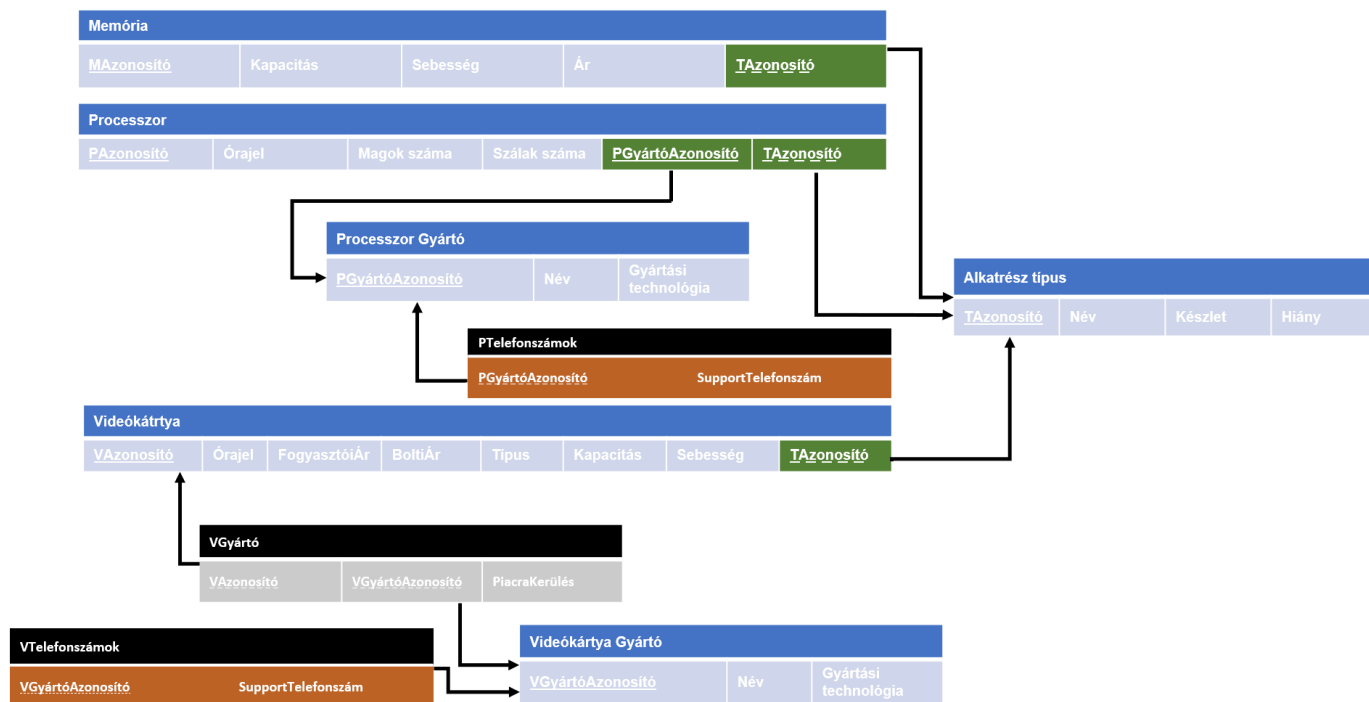 Memória
MAzonosító Kapacitás Sebesség Ár TAzonosító
Processzor
PAzonosító Órajel Magok száma Szálak száma PGyártóAzonosító TAzonosító
Processzor Gyártó
PGyártóAzonosító Név Gyártási
technológia
Alkatrész típus
TAzonosító Név Készlet Hiány
PTelefonszámok
PGyártóAzonosító SupportTelefonszám
Videókátrtya
VAzonosító Órajel FogyasztóiÁr BoltiÁr Típus Kapacitás Sebesség TAzonosító
VGyártó
VAzonosító VGyártóAzonosító PiacraKerülés
VTelefonszámok
VGyártóAzonosító SupportTelefonszám
Videókártya Gyártó
VGyártóAzonosító Név Gyártási
technológia